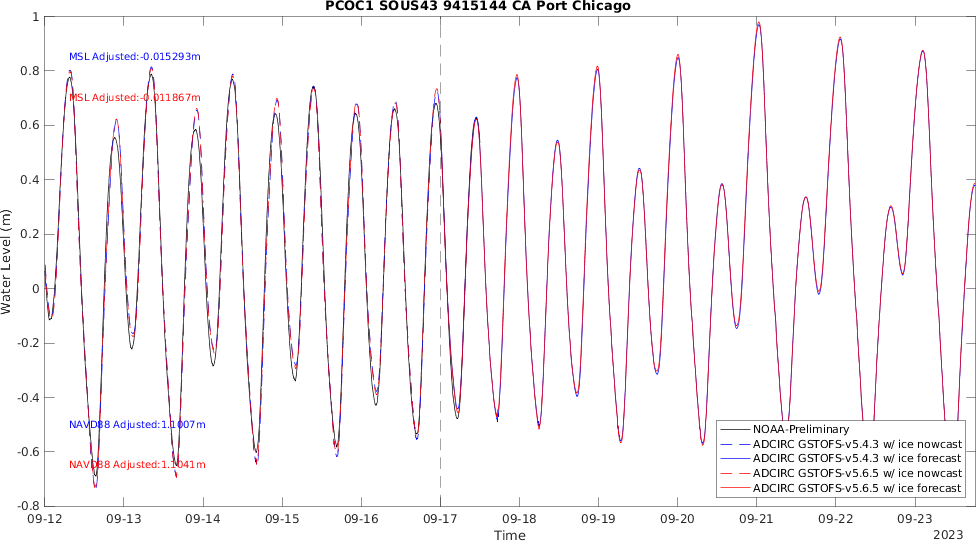 PCOC1 SOUS43 9415144 CA Port Chicago
Water Level (m)
1
0.8
0.6
0.4
0.2
0
-0.2
-0.4
-0.6
-0.8
MSL Adjusted:-0.015293m
MSL Adjusted:-0.011867m
NAVD88 Adjusted:1.1007m
NAVD88 Adjusted:1.1041m
NOAA-Preliminary
ADCIRC GSTOFS-v5.4.3 w/ ice nowcast
ADCIRC GSTOFS-v5.4.3 w/ ice forecast
ADCIRC GSTOFS-v5.6.5 w/ ice nowcast
ADCIRC GSTOFS-v5.6.5 w/ ice forecast
09-12 09-13 09-14 09-15 09-16 09-17 09-18 09-19 09-20 09-21 09-22 09-23
Time
2023